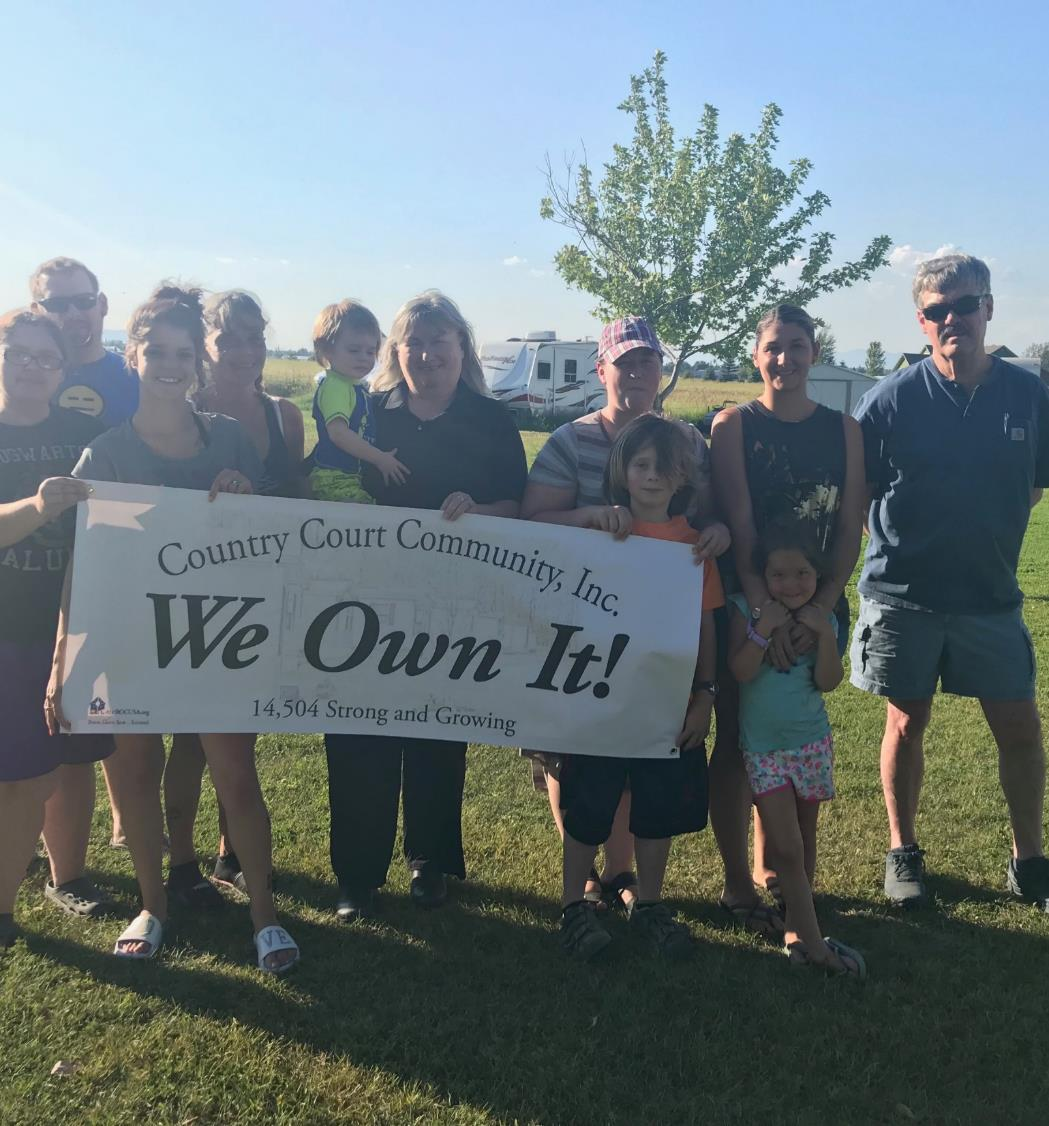 Country Court Community, Inc.
We Own It!
14,504 Strong and Growing